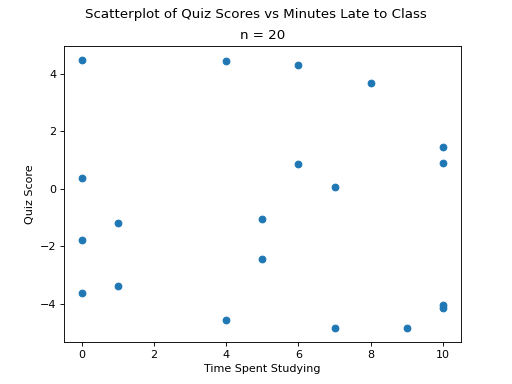 Scatterplot of Quiz Scores vs Minutes Late to Class
n = 20
4
2
0
−2
−4
Quiz Score
0 2 4 6 8 10
Time Spent Studying